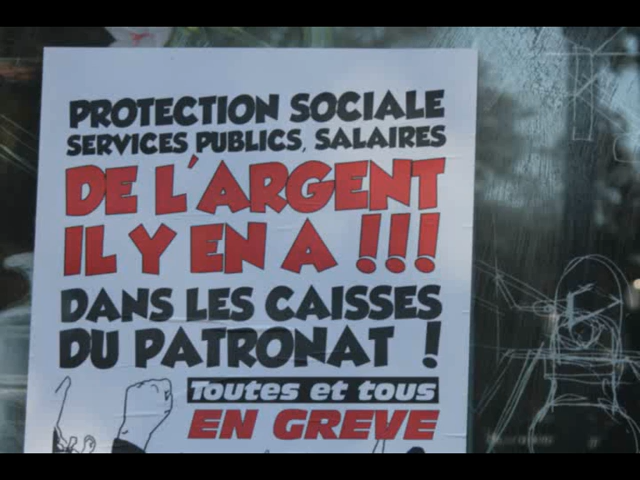 PROTECTION SOCIALE
SERVICES PUBLICS, SALAIRES
DE L'ARGENT
IL Y EN A !!!
DANS LES CAISSES
DU PATRONAT !
Toutes et tous
EN GREVE